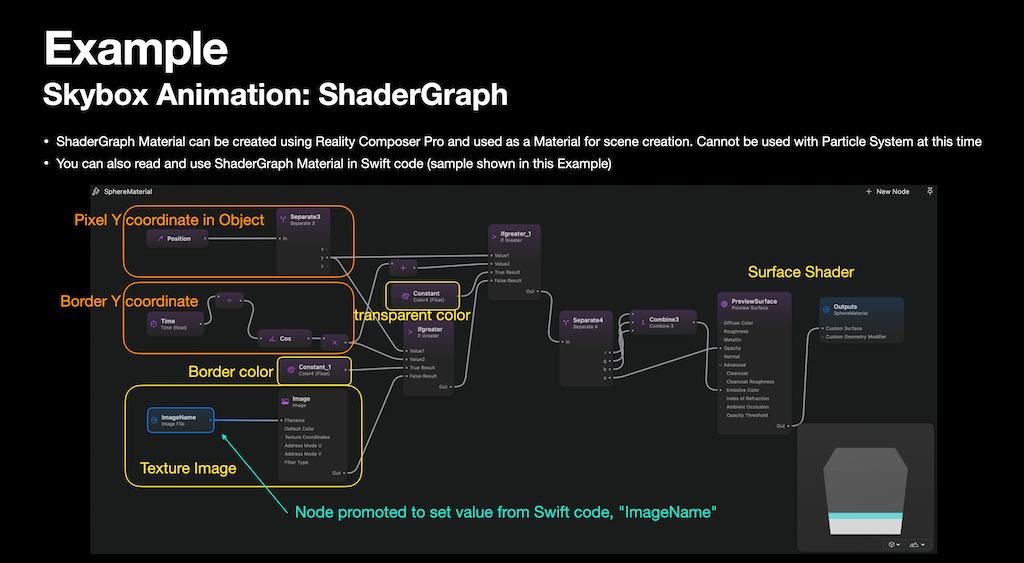 Example
Skybox Animation: ShaderGraph
• ShaderGraph Material can be created using Reality Composer Pro and used as a Material for scene creation. Cannot be used with Particle System at this time
• You can also read and use ShaderGraph Material in Swift code (sample shown in this Example)
SphereMaterial
+ New Node
Pixel Y coordinate in Object
Position
Separate3
Separate 3
In
x
y
z
Border Y coordinate
Time
Time (float)
÷
Cos
×
+
Border color
Constant_1
Color4 (Float)
transparent color
Constant
Color4 (Float)
Ifgreater
If Greater
Value1
Value2
True Result
False Result
Out
Ifgreater_1
If Greater
Value1
Value2
True Result
False Result
Out
Texture Image
ImageName
Image File
Image
Image
Filename
Default Color
Texture Coordinates
Address Mode U
Address Mode V
Filter Type
Out
Node promoted to set value from Swift code, "ImageName"
Separate4
Separate 4
In
r
g
b
a
Combine3
Combine 3
Surface Shader
PreviewSurface
Preview Surface
Diffuse Color
Roughness
Metallic
Opacity
Normal
Advanced
Clearcoat
Clearcoat Roughness
Emissive Color
Index of Refraction
Ambient Occlusion
Opacity Threshold
Out
Outputs
SphereMaterial
Custom Surface
Custom Geometry Modifier